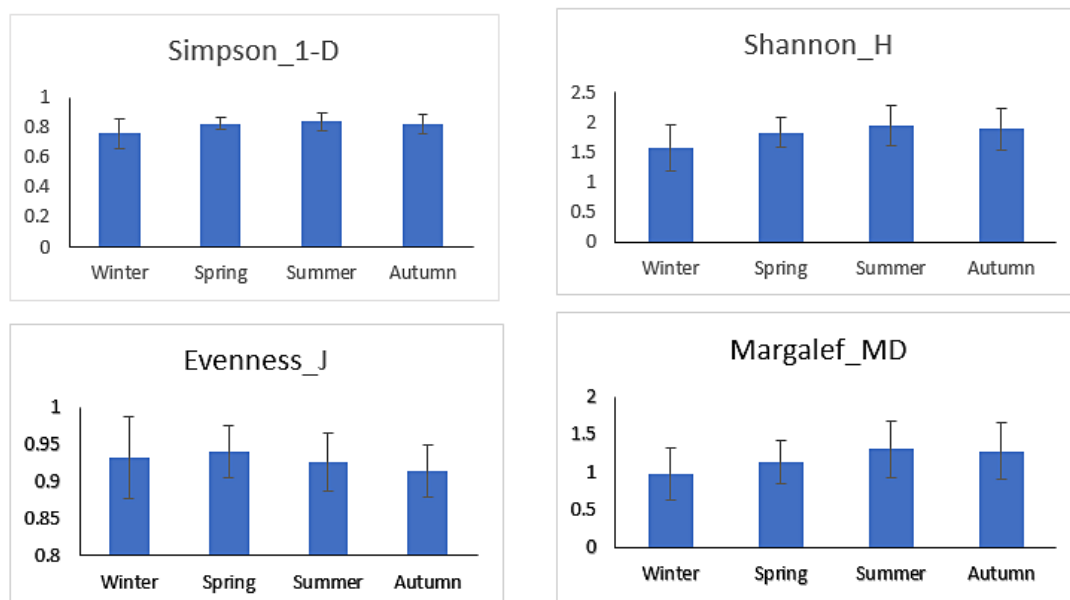 Simpson_1-D
1
0.8
0.6
0.4
0.2
0
Winter Spring Summer Autumn
Shannon_H
2.5
2
1.5
1
0.5
0
Winter Spring Summer Autumn
Evenness_J
1
0.95
0.9
0.85
0.8
Winter Spring Summer Autumn
Margalef_MD
2
1.5
1
0.5
0
Winter Spring Summer Autumn